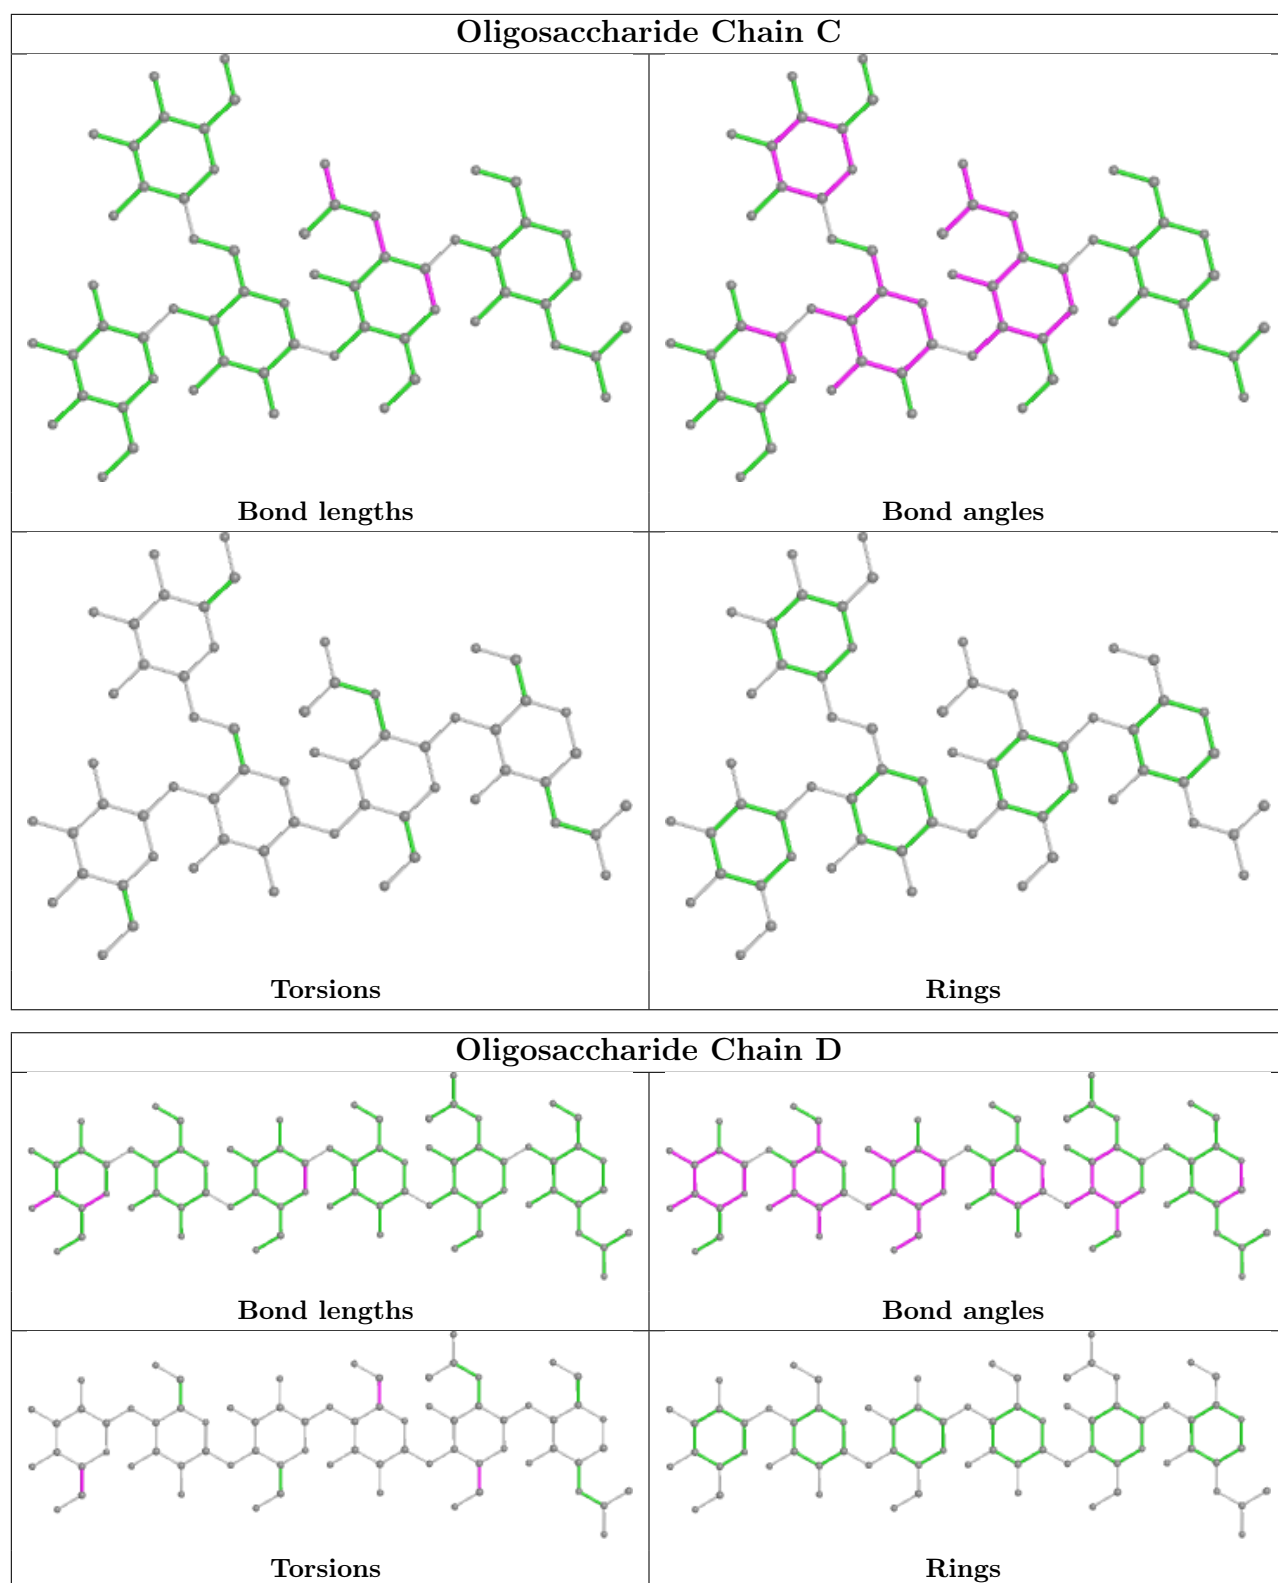 Oligosaccharide Chain C
Bond lengths
Bond angles
Torsions
Rings
Oligosaccharide Chain D
Bond lengths
Bond angles
Torsions
Rings